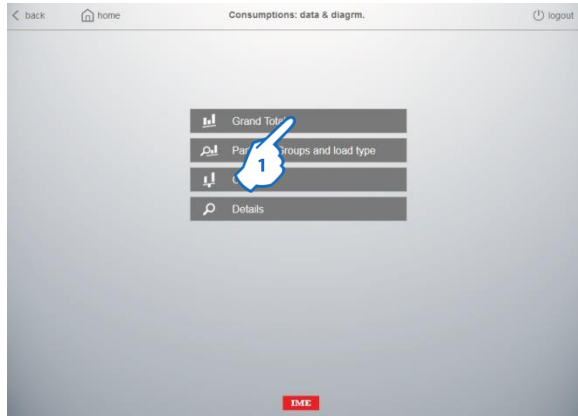 back
home
Consumptions: data & diagrm.
logout
Grand
Groups and load type
1
Details
IME